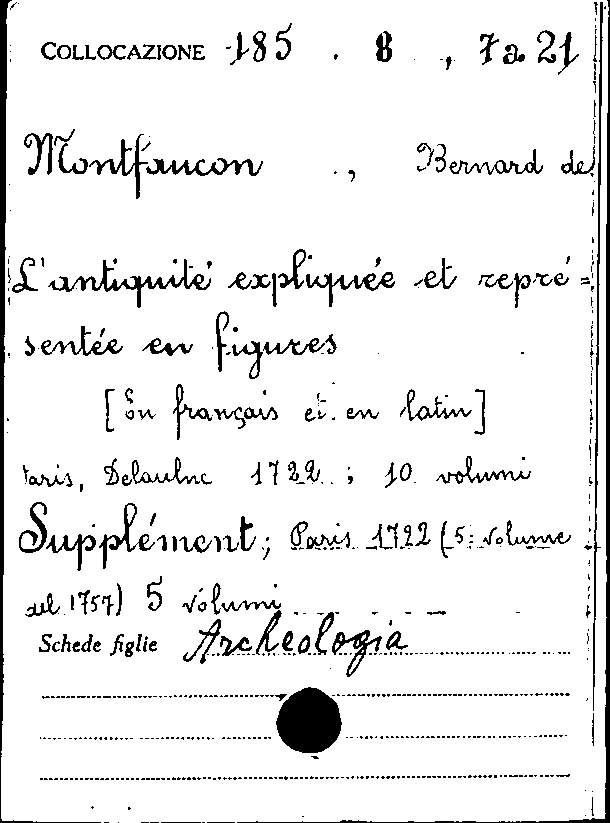 COLLOCAZIONE 185 . 8 , 7 a 21
Montfaucon , Bernard de
L'antiquité expliquée et repré=
sentée en figures
[En français et en latin]
Paris, Delaulne 1722 ; 10 volumi
Supplément; Paris 1722 (5. volume
del 1757) 5 volumi
Schede figlie Archeologia